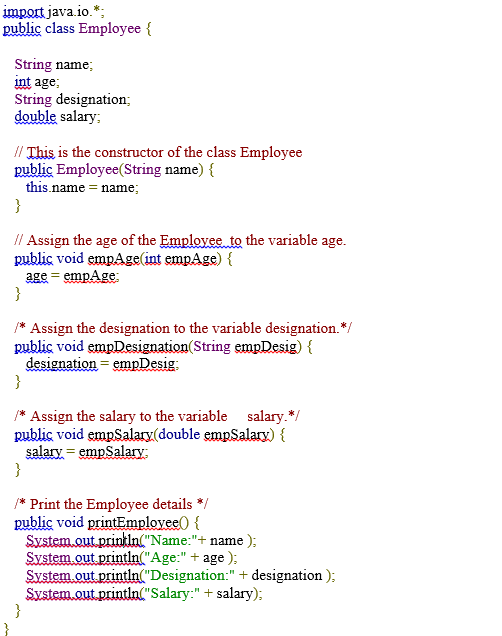 import java.io.*;
public class Employee {
String name;
int age;
String designation;
double salary;
// This is the constructor of the class Employee
public Employee(String name) {
this.name = name;
}
// Assign the age of the Employee  to the variable age.
public void empAge(int empAge) {
age = empAge;
}
/* Assign the designation to the variable designation.*/
public void empDesignation(String empDesig) {
designation = empDesig;
}
/* Assign the salary to the variable     salary.*/
public void empSalary(double empSalary) {
salary = empSalary;
}
/* Print the Employee details */
public void printEmployee() {
System.out.println("Name:"+ name );
System.out.println("Age:" + age );
System.out.println("Designation:" + designation );
System.out.println("Salary:" + salary);
}
}